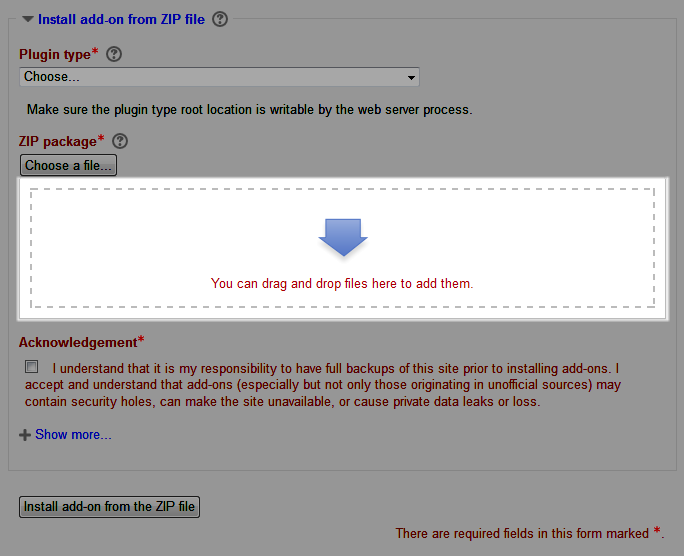 Install add-on from ZIP file ?
Plugin type* ?
Choose...
Make sure the plugin type root location is writable by the web server process.
ZIP package* ?
Choose a file...
You can drag and drop files here to add them.
Acknowledgement*
I understand that it is my responsibility to have full backups of this site prior to installing add-ons. I
accept and understand that add-ons (especially but not only those originating in unofficial sources) may
contain security holes, can make the site unavailable, or cause private data leaks or loss.
Show more...
Install add-on from the ZIP file
There are required fields in this form marked *.